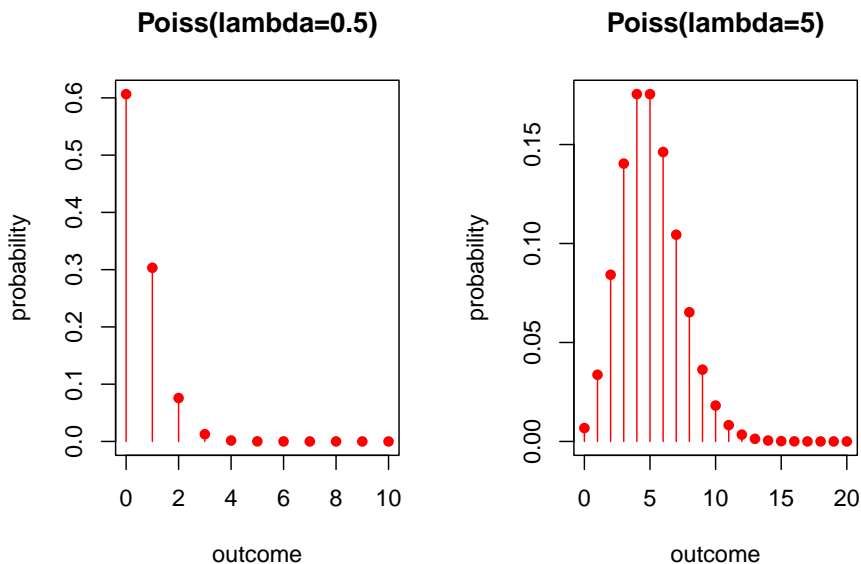 Poiss(lambda=0.5)
probability
0.0 0.1 0.2 0.3 0.4 0.5 0.6
0 2 4 6 8 10
outcome
Poiss(lambda=5)
probability
0.00 0.05 0.10 0.15
0 5 10 15 20
outcome